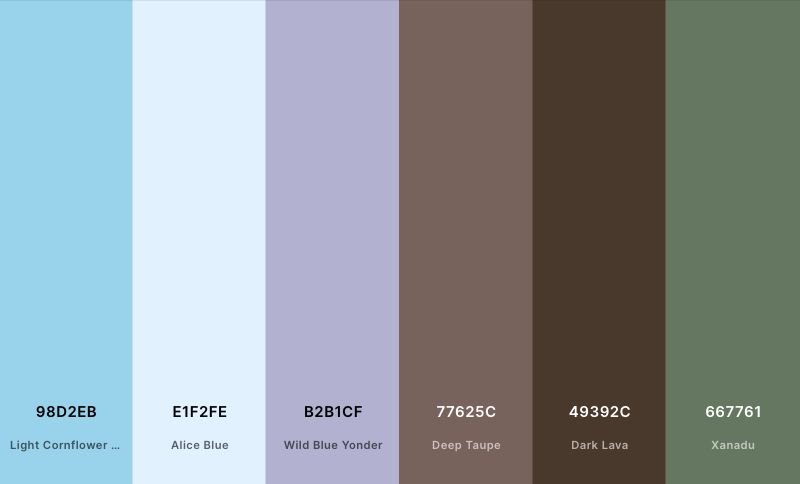 98D2EB
Light Cornflower ...
E1F2FE
Alice Blue
B2B1CF
Wild Blue Yonder
77625C
Deep Taupe
49392C
Dark Lava
667761
Xanadu